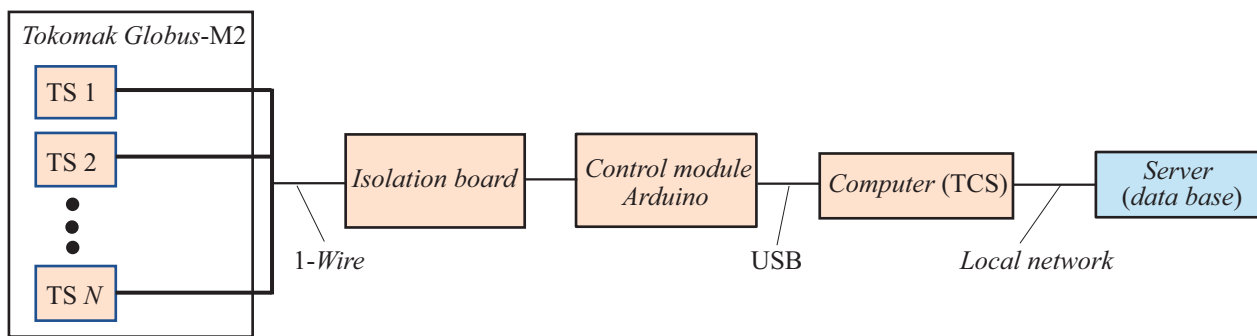 Tokomak Globus-M2
TS 1
TS 2
TS N
1-Wire
Isolation board
Control module
Arduino
USB
Computer (TCS)
Local network
Server
(data base)